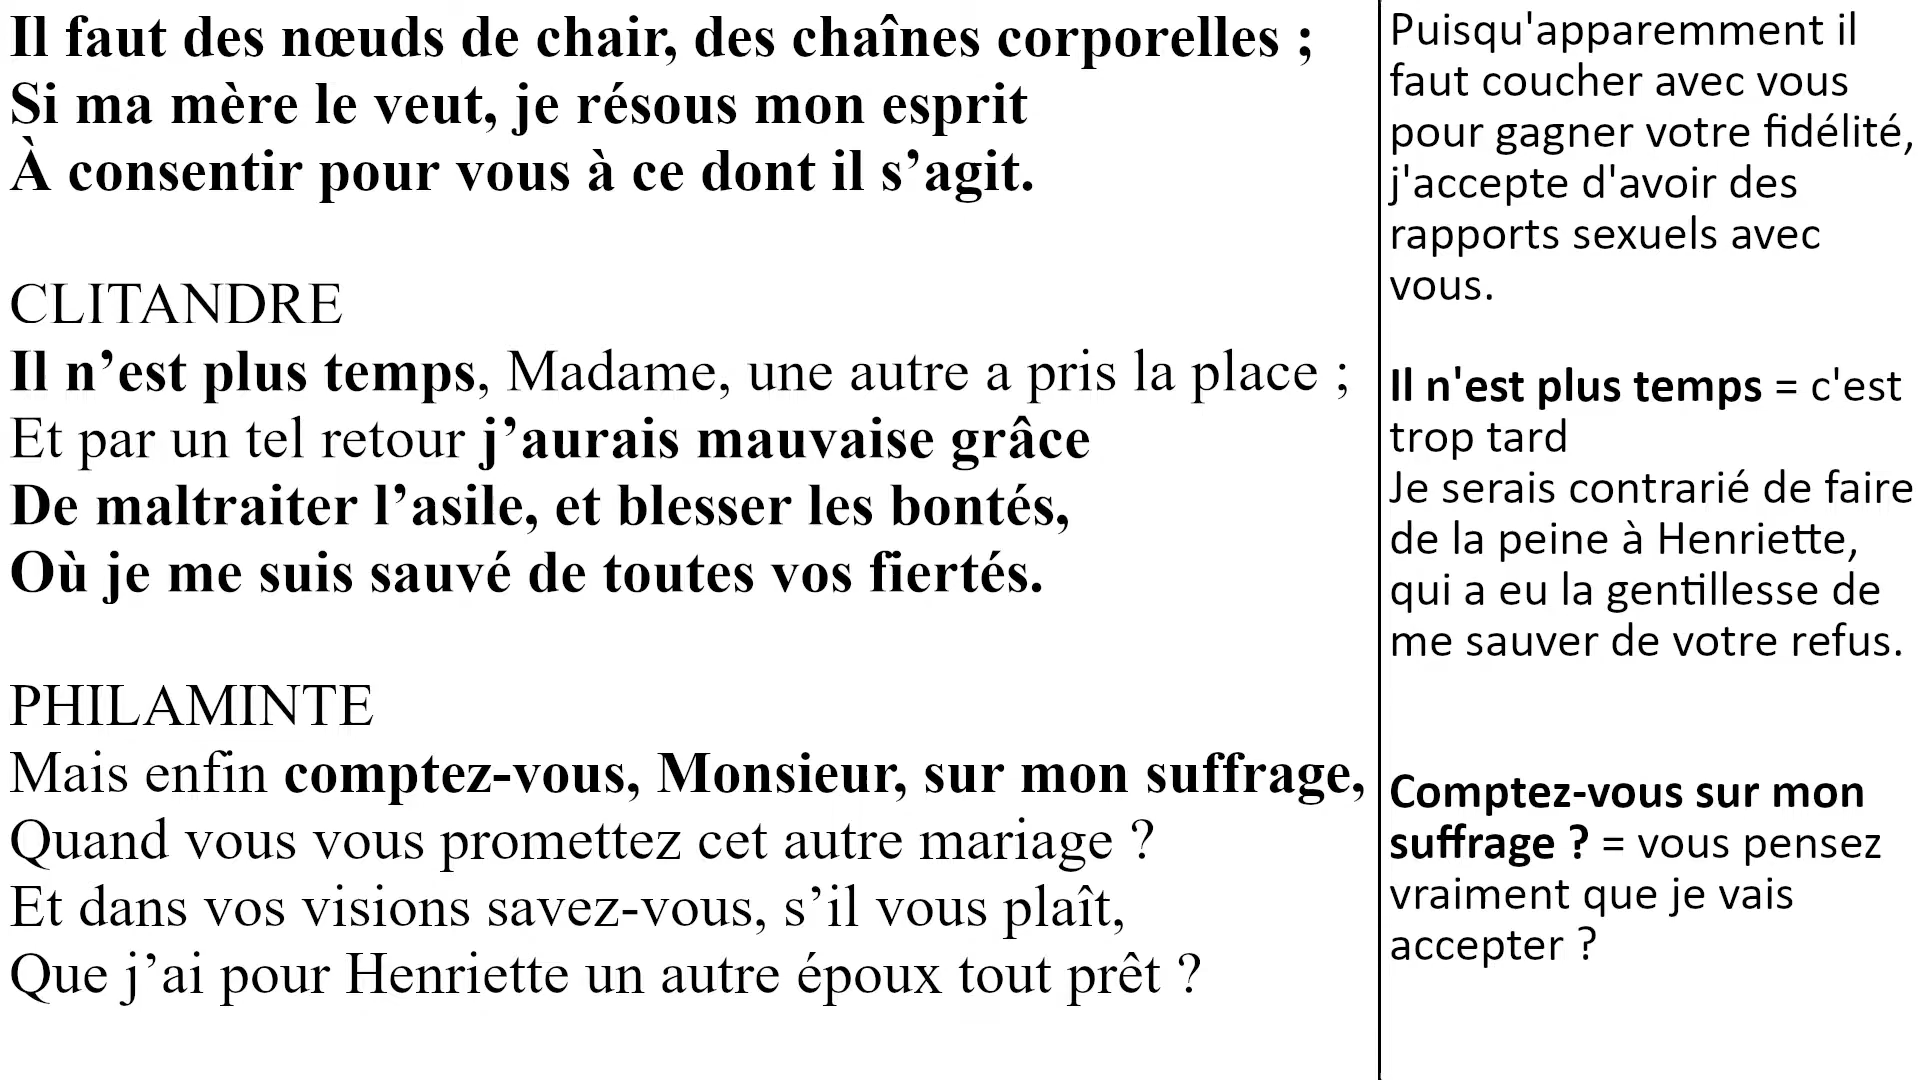 Il faut des nœuds de chair, des chaînes corporelles ;
Si ma mère le veut, je résous mon esprit
À consentir pour vous à ce dont il s’agit.
CLITANDRE
Il n’est plus temps, Madame, une autre a pris la place ;
Et par un tel retour j’aurais mauvaise grâce
De maltraiter l’asile, et blesser les bontés,
Où je me suis sauvé de toutes vos fiertés.
PHILAMINTE
Mais enfin comptez-vous, Monsieur, sur mon suffrage,
Quand vous vous promettez cet autre mariage ?
Et dans vos visions savez-vous, s’il vous plaît,
Que j’ai pour Henriette un autre époux tout prêt ?
Puisqu'apparemment il
faut coucher avec vous
pour gagner votre fidélité,
j'accepte d'avoir des
rapports sexuels avec
vous.
Il n'est plus temps = c'est
trop tard
Je serais contrarié de faire
de la peine à Henriette,
qui a eu la gentillesse de
me sauver de votre refus.
Comptez-vous sur mon
suffrage ? = vous pensez
vraiment que je vais
accepter ?